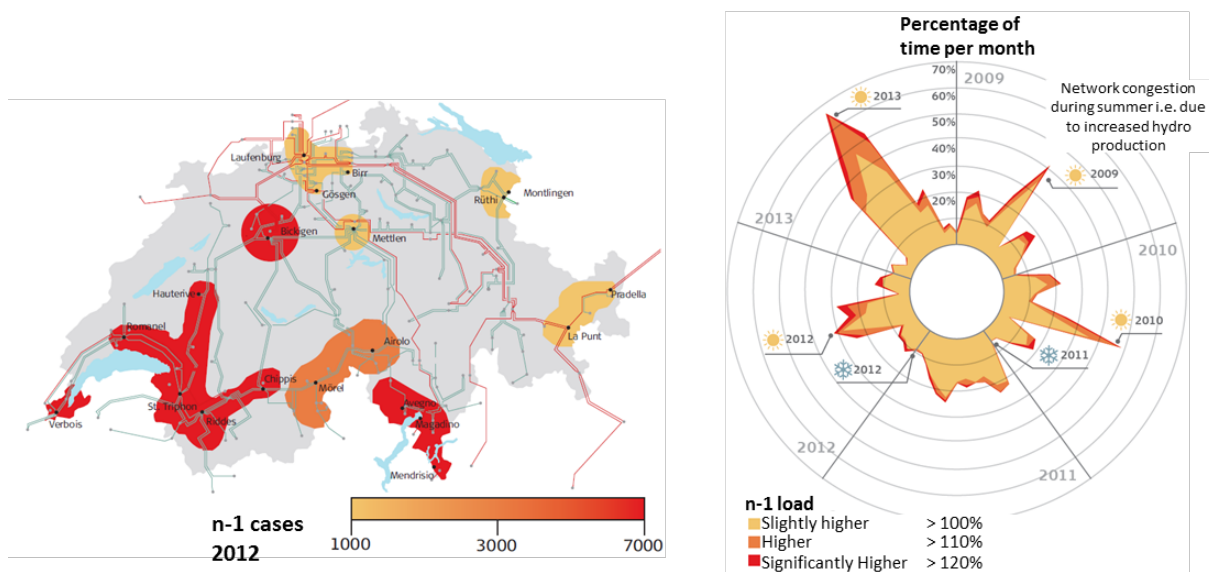 Laufenburg
Birr
Gösgen
Montlingen
Rüthi
Bickigen
Mettlen
Hauterive
Pradella
La Punt
Romanel
Airolo
Chippis
Mörel
St. Triphon
Avegno
Riddes
Magadino
Verbois
Mendrisio
n-1 cases
2012
1000
3000
7000
Percentage of
time per month
70%
60%
50%
40%
30%
20%
2009
2013
Network congestion
during summer i.e. due
to increased hydro
production
2009
2013
2010
2010
2012
2011
2012
2012
2011
n-1 load
Slightly higher > 100%
Higher > 110%
Significantly Higher > 120%